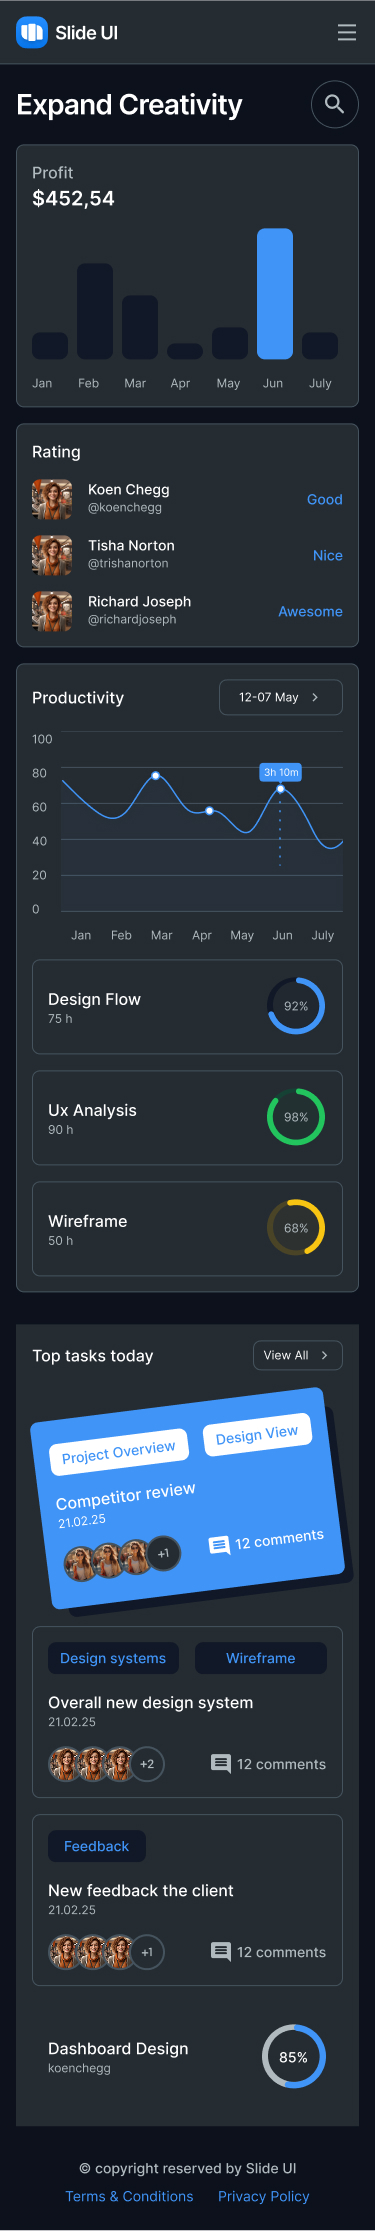 Slide UI
Expand Creativity
Profit
$452,54
Jan Feb Mar Apr May Jun July
Rating
Koen Chegg
@koenchegg
Good
Tisha Norton
@trishanorton
Nice
Richard Joseph
@richardjoseph
Awesome
Productivity
12-07 May
100
80
60
40
20
0
3h 10m
Jan Feb Mar Apr May Jun July
Design Flow
75 h
92%
Ux Analysis
90 h
98%
Wireframe
50 h
68%
Top tasks today
View All
Project Overview
Design View
Competitor review
21.02.25
+1
12 comments
Design systems
Wireframe
Overall new design system
21.02.25
+2
12 comments
Feedback
New feedback the client
21.02.25
+1
12 comments
Dashboard Design
koenchegg
85%
© copyright reserved by Slide UI
Terms & Conditions
Privacy Policy